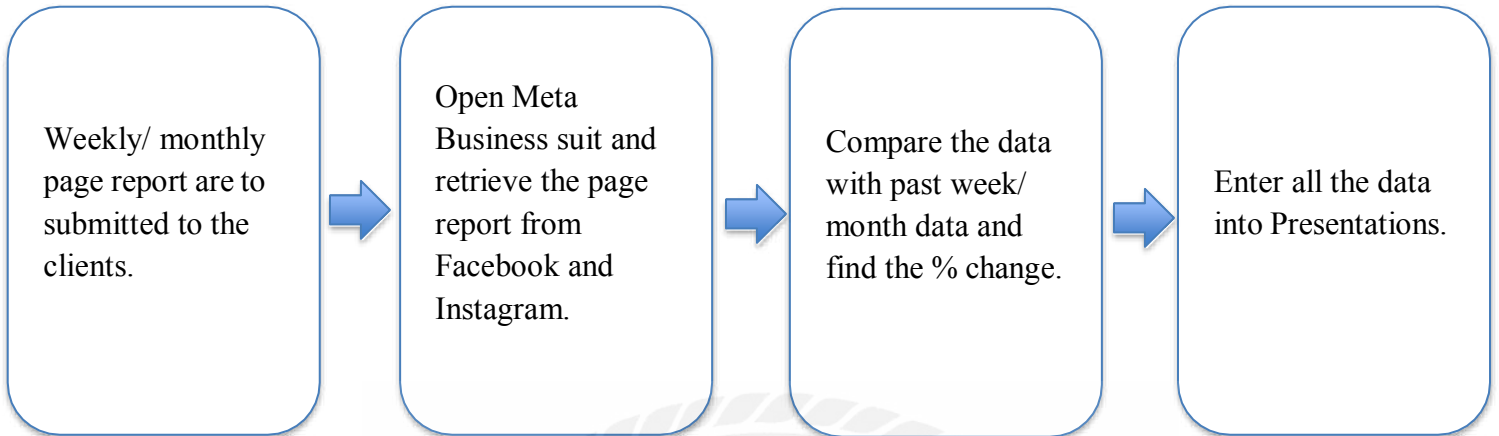 Weekly/ monthly
page report are to
submitted to the
clients.
Open Meta
Business suit and
retrieve the page
report from
Facebook and
Instagram.
Compare the data
with past week/
month data and
find the % change.
Enter all the data
into Presentations.